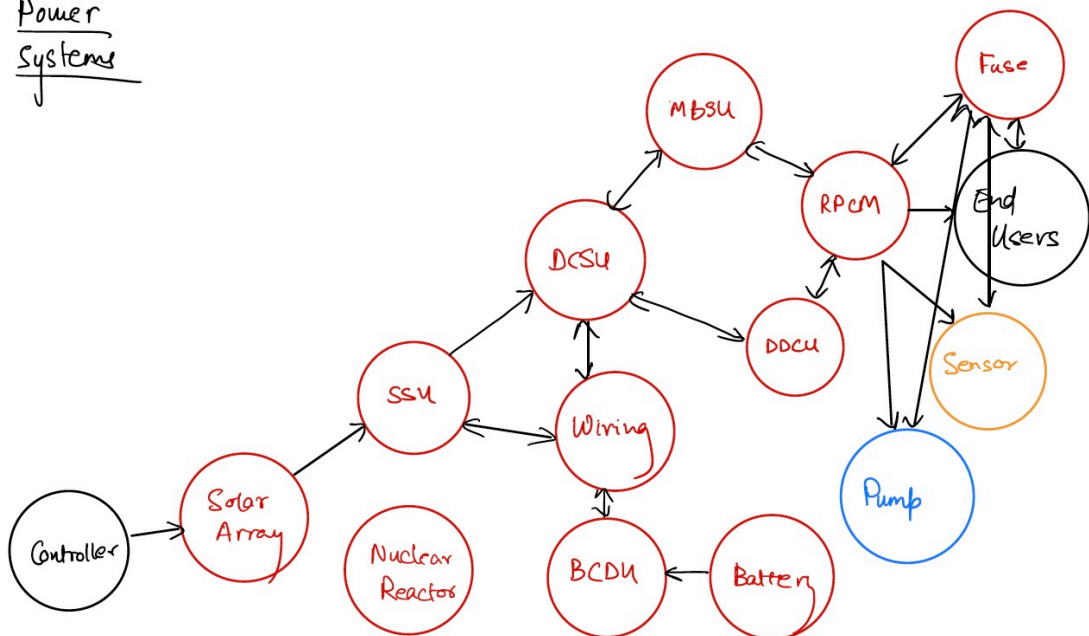 Power
Systems
Fuse
MBSU
RPCM
End
Users
DCSU
DDCU
Sensor
SSU
Wiring
Solar
Array
Pump
Controller
Nuclear
Reactor
BCDU
Battery